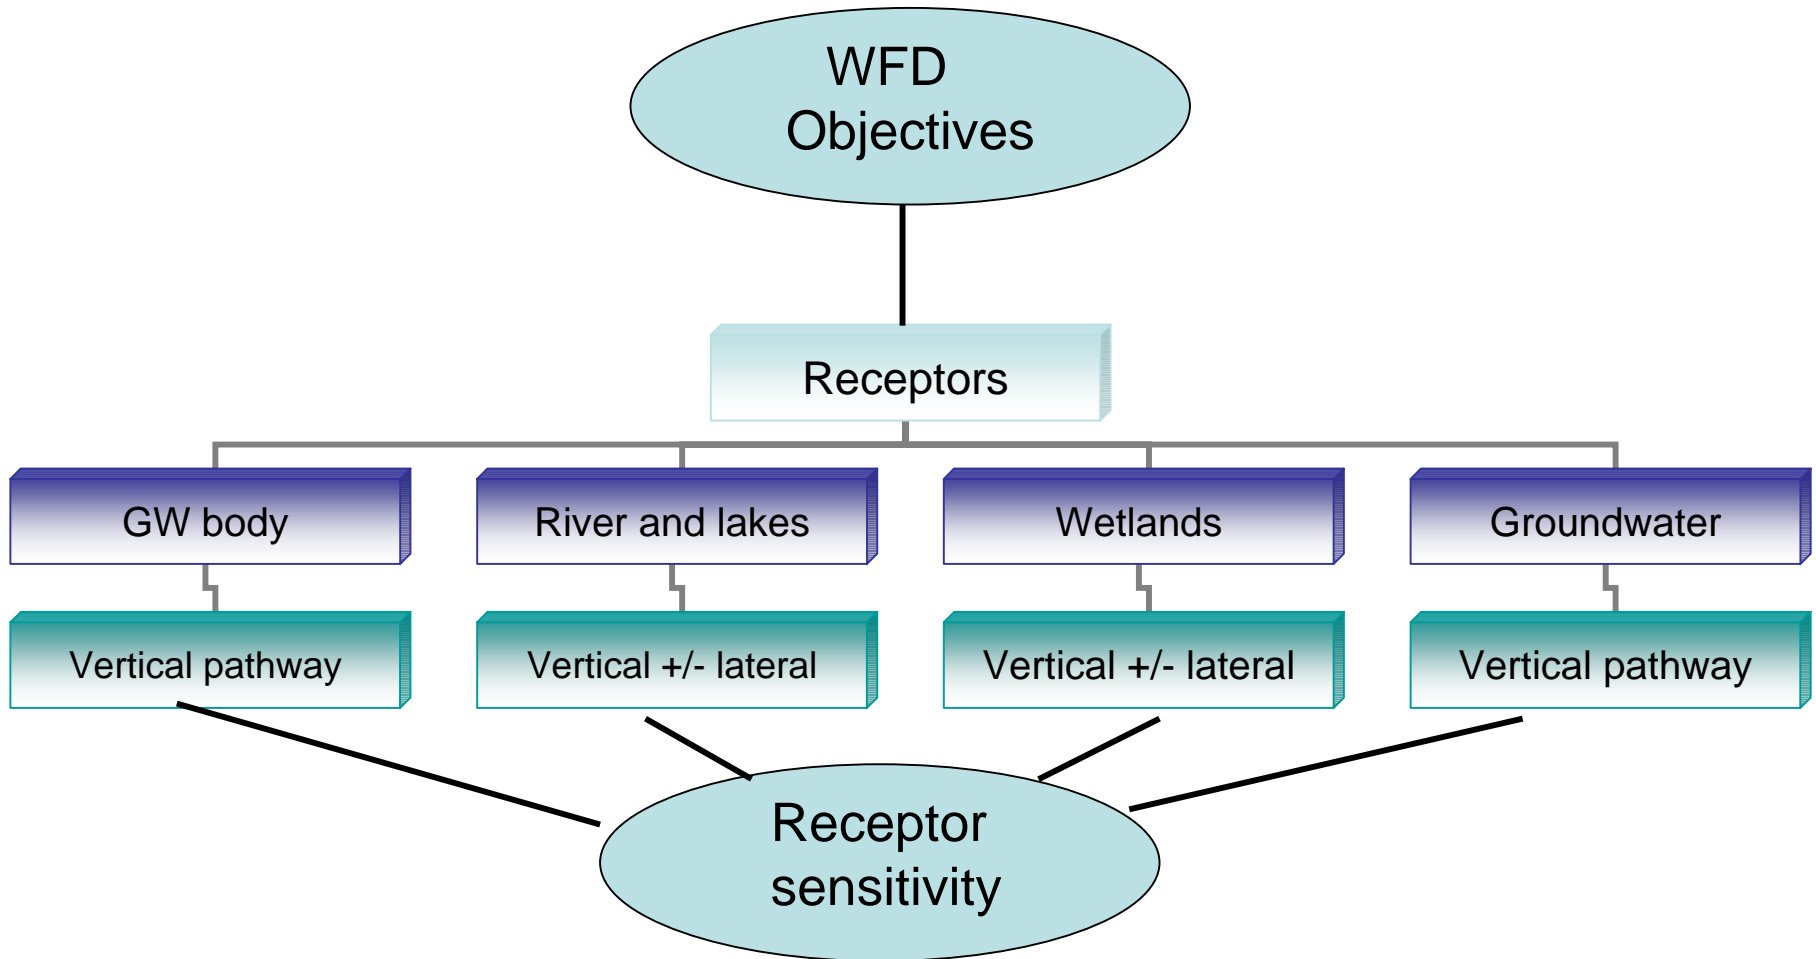 WFD
Objectives
Receptors
GW body
River and lakes
Wetlands
Groundwater
Vertical pathway
Vertical +/- lateral
Vertical +/- lateral
Vertical pathway
Receptor
sensitivity